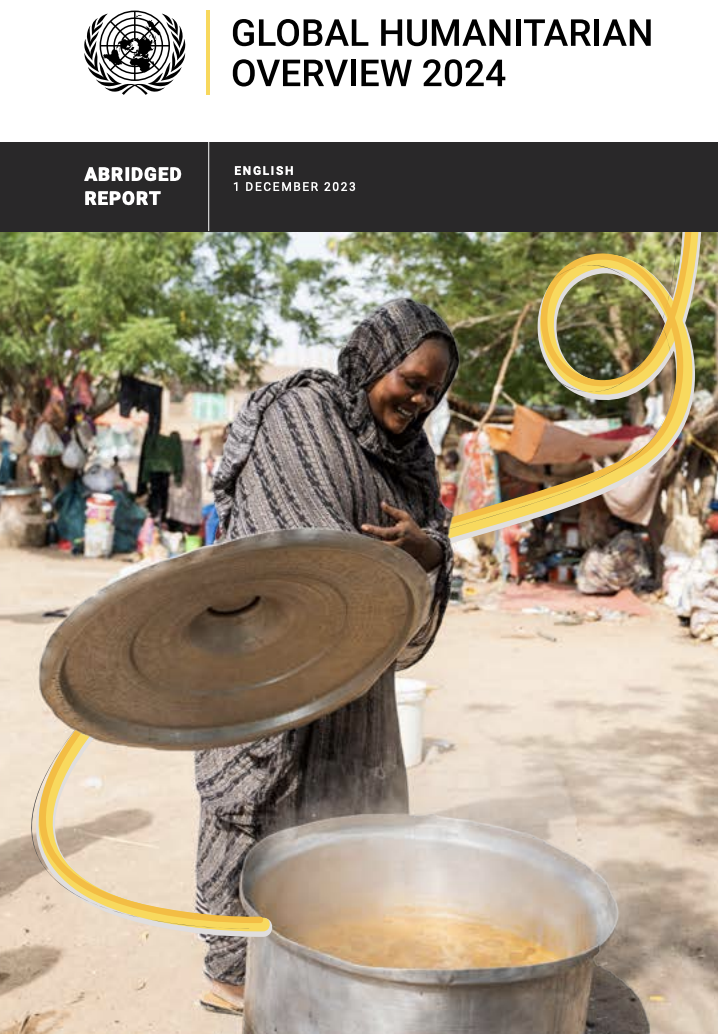 GLOBAL HUMANITARIAN
OVERVIEW 2024
ABRIDGED
REPORT
ENGLISH
1 DECEMBER 2023